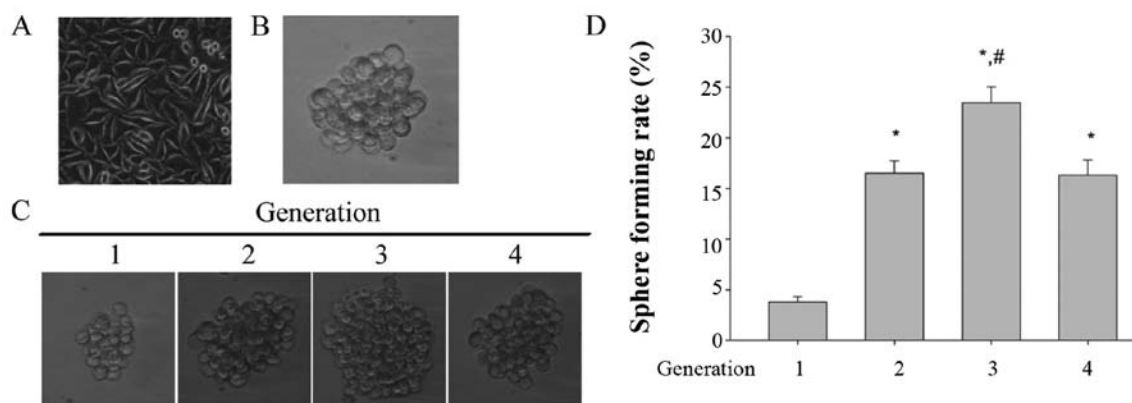 A
B
C
Generation
1 2 3 4
D
Sphere forming rate (%)
30
25
20
15
10
5
0
*
*,#
*
Generation 1 2 3 4